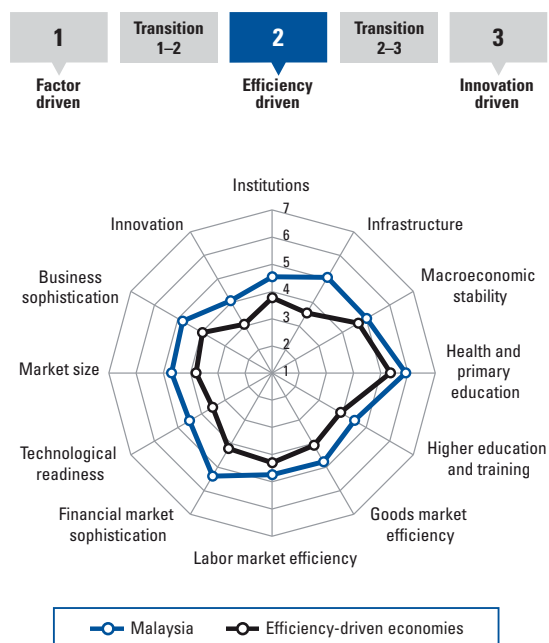 1
Transition
1–2
2
Transition
2–3
3
Factor
driven
Efficiency
driven
Innovation
driven
Institutions
7
Innovation
Infrastructure
6
5
Business
sophistication
Macroeconomic
stability
4
3
2
Market size
1
Health and
primary
education
Technological
readiness
Higher education
and training
Financial market
sophistication
Goods market
efficiency
Labor market efficiency
Malaysia
Efficiency-driven economies